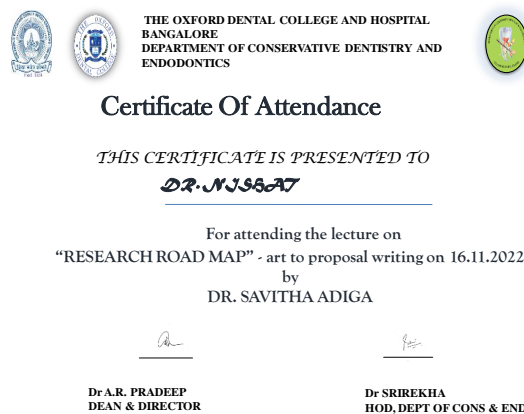 THE OXFORD DENTAL COLLEGE AND HOSPITAL
BANGALORE
DEPARTMENT OF CONSERVATIVE DENTISTRY AND
ENDODONTICS
Certificate Of Attendance
THIS CERTIFICATE IS PRESENTED TO
DR. NISBAT
For attending the lecture on
“RESEARCH ROAD MAP” - art to proposal writing on 16.11.2022
by
DR. SAVITHA ADIGA
Dr A.R. PRADEEP
DEAN & DIRECTOR
Dr SRIREKHA
HOD, DEPT OF CONS & END